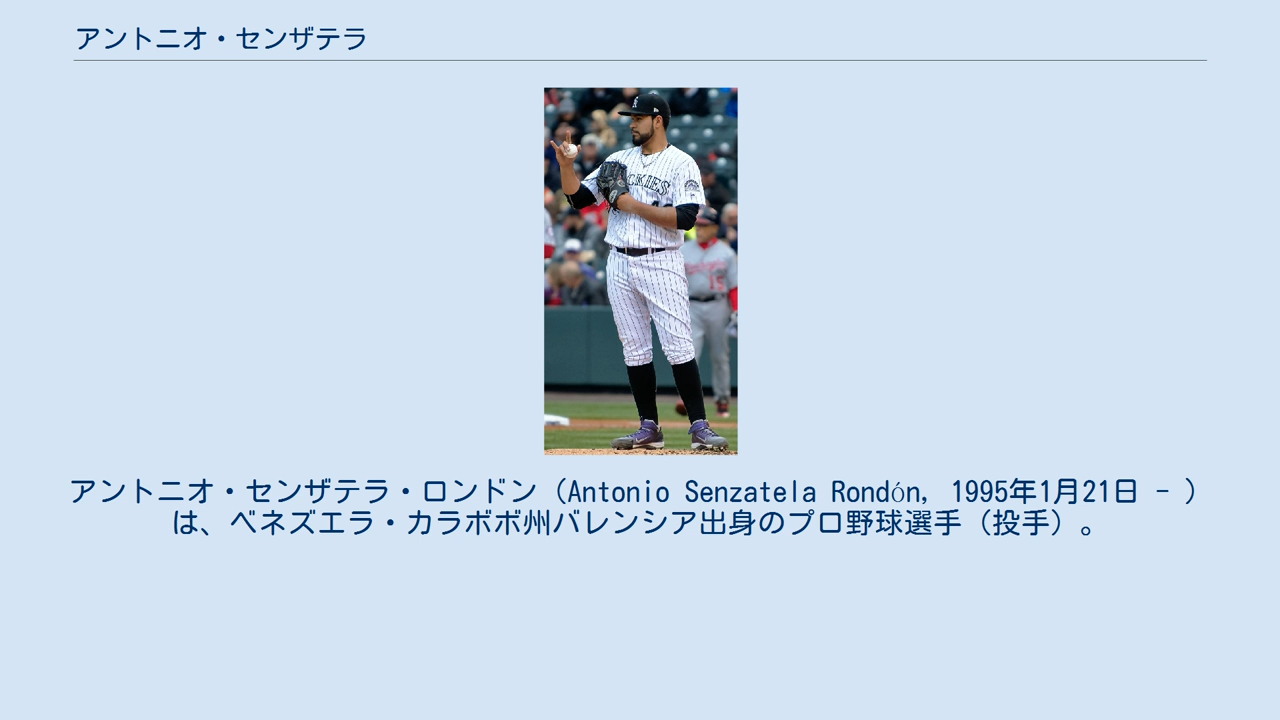 アントニオ・センザテラ
アントニオ・センザテラ・ロンドン（Antonio Senzatela Rondón, 1995年1月21日 - ）
は、ベネズエラ・カラボボ州バレンシア出身のプロ野球選手（投手）。